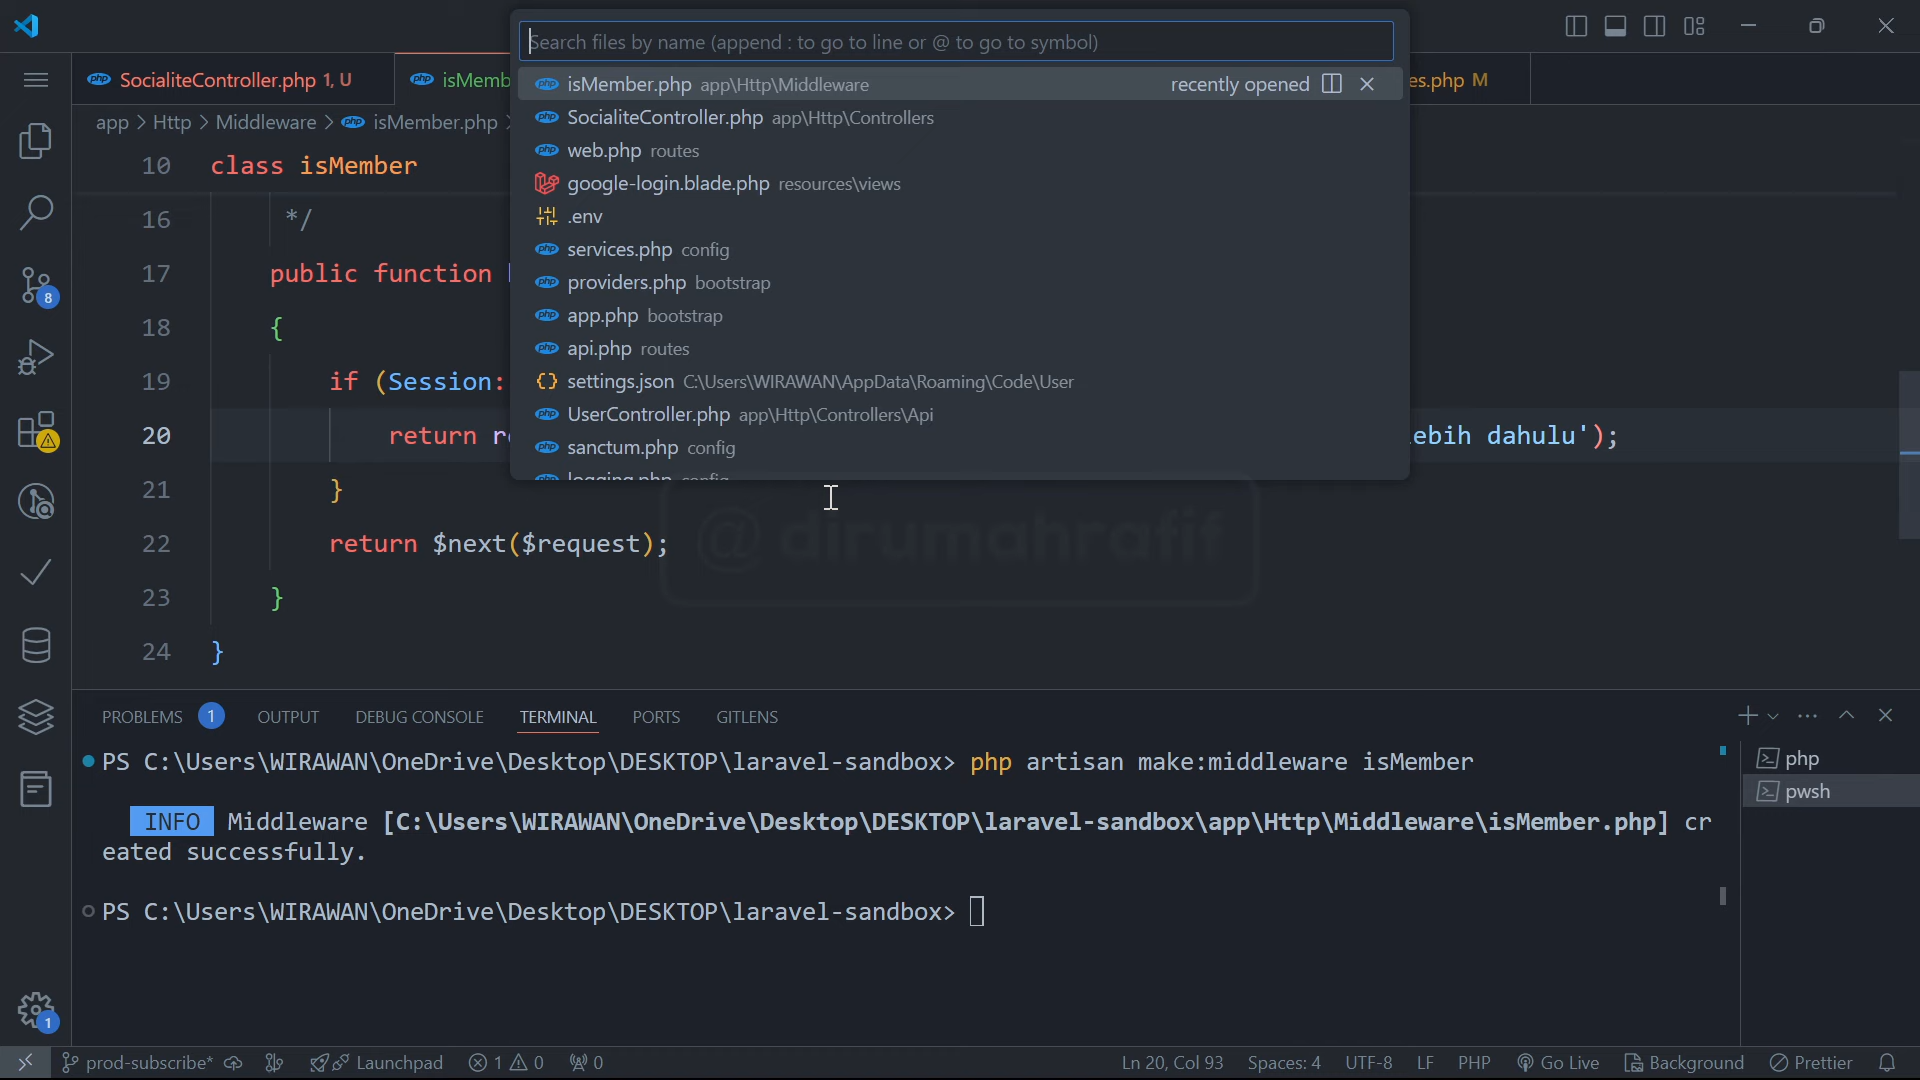 Search files by name (append : to go to line or @ to go to symbol)
SocialiteController.php 1, U
isMemb
es.php M
isMember.php app\Http\Middleware recently opened
SocialiteController.php app\Http\Controllers
web.php routes
google-login.blade.php resources\views
.env
services.php config
providers.php bootstrap
app.php bootstrap
api.php routes
settings.json C:\Users\WIRAWAN\AppData\Roaming\Code\User
UserController.php app\Http\Controllers\Api
sanctum.php config
logging.php config
app > Http > Middleware > isMember.php >
10 class isMember
16 */
17 public function
18 {
19 if (Session:
20 return r ebih dahulu');
21 }
22 return $next($request);
23 }
24 }
@ dirumahrafif
8
PROBLEMS 1 OUTPUT DEBUG CONSOLE TERMINAL PORTS GITLENS
PS C:\Users\WIRAWAN\OneDrive\Desktop\DESKTOP\laravel-sandbox> php artisan make:middleware isMember
INFO Middleware [C:\Users\WIRAWAN\OneDrive\Desktop\DESKTOP\laravel-sandbox\app\Http\Middleware\isMember.php] cr
eated successfully.
PS C:\Users\WIRAWAN\OneDrive\Desktop\DESKTOP\laravel-sandbox>
php
pwsh
1
prod-subscribe* Launchpad 1 0 0 Ln 20, Col 93 Spaces: 4 UTF-8 LF PHP Go Live Background Prettier